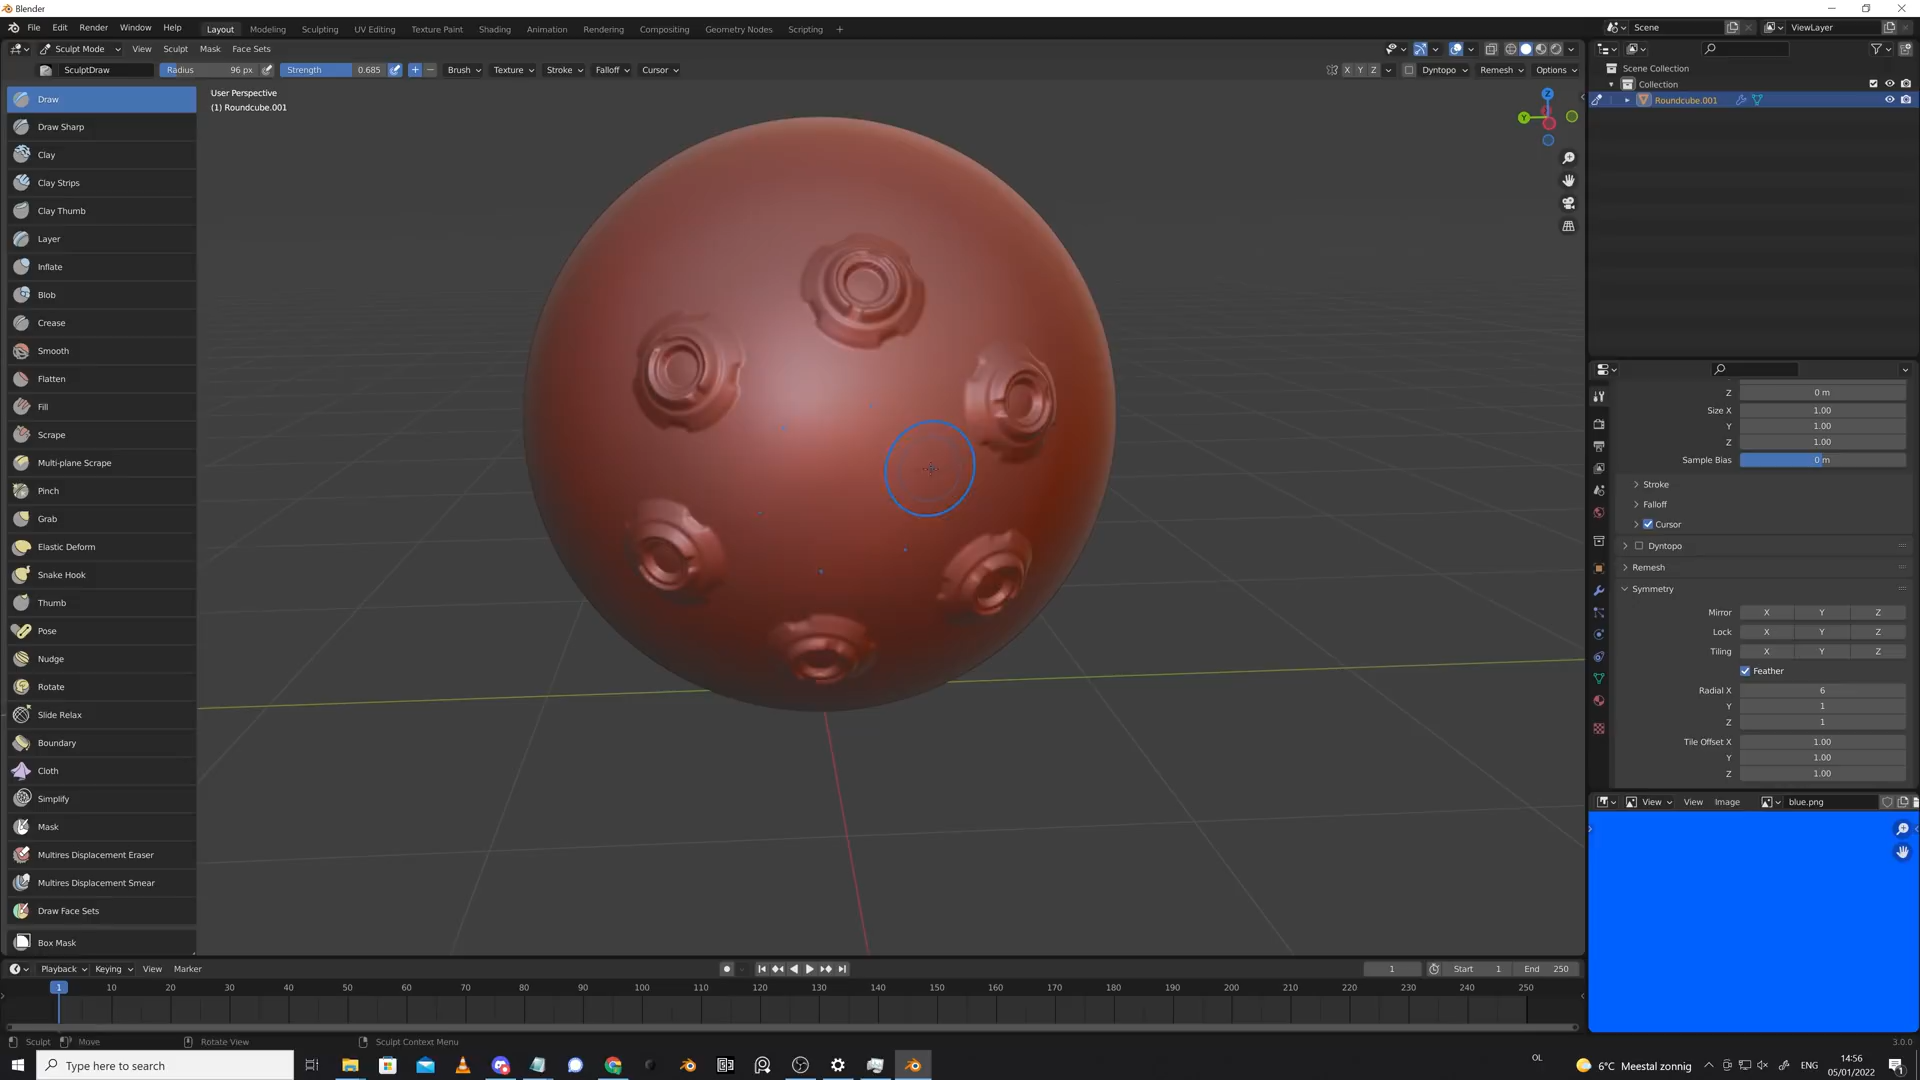 Blender
File Edit Render Window Help
Layout Modeling Sculpting UV Editing Texture Paint Shading Animation Rendering Compositing Geometry Nodes Scripting +
Scene
ViewLayer
Sculpt Mode View Sculpt Mask Face Sets
SculptDraw Radius 96 px Strength 0.685 + − Brush Texture Stroke Falloff Cursor
X Y Z Dyntopo Remesh Options
User Perspective
(1) Roundcube.001
Draw
Draw Sharp
Clay
Clay Strips
Clay Thumb
Layer
Inflate
Blob
Crease
Smooth
Flatten
Fill
Scrape
Multi-plane Scrape
Pinch
Grab
Elastic Deform
Snake Hook
Thumb
Pose
Nudge
Rotate
Slide Relax
Boundary
Cloth
Simplify
Mask
Multires Displacement Eraser
Multires Displacement Smear
Draw Face Sets
Box Mask
Z
Y
Scene Collection
Collection
Roundcube.001
Z 0 m
Size X 1.00
Y 1.00
Z 1.00
Sample Bias 0 m
Stroke
Falloff
Cursor
Dyntopo
Remesh
Symmetry
Mirror X Y Z
Lock X Y Z
Tiling X Y Z
Feather
Radial X 6
Y 1
Z 1
Tile Offset X 1.00
Y 1.00
Z 1.00
View View Image blue.png
Playback Keying View Marker
1 Start 1 End 250
1 10 20 30 40 50 60 70 80 90 100 110 120 130 140 150 160 170 180 190 200 210 220 230 240 250
Sculpt Move Rotate View Sculpt Context Menu
3.0.0
Type here to search
OL
6°C Meestal zonnig
ENG
14:56
05/01/2022